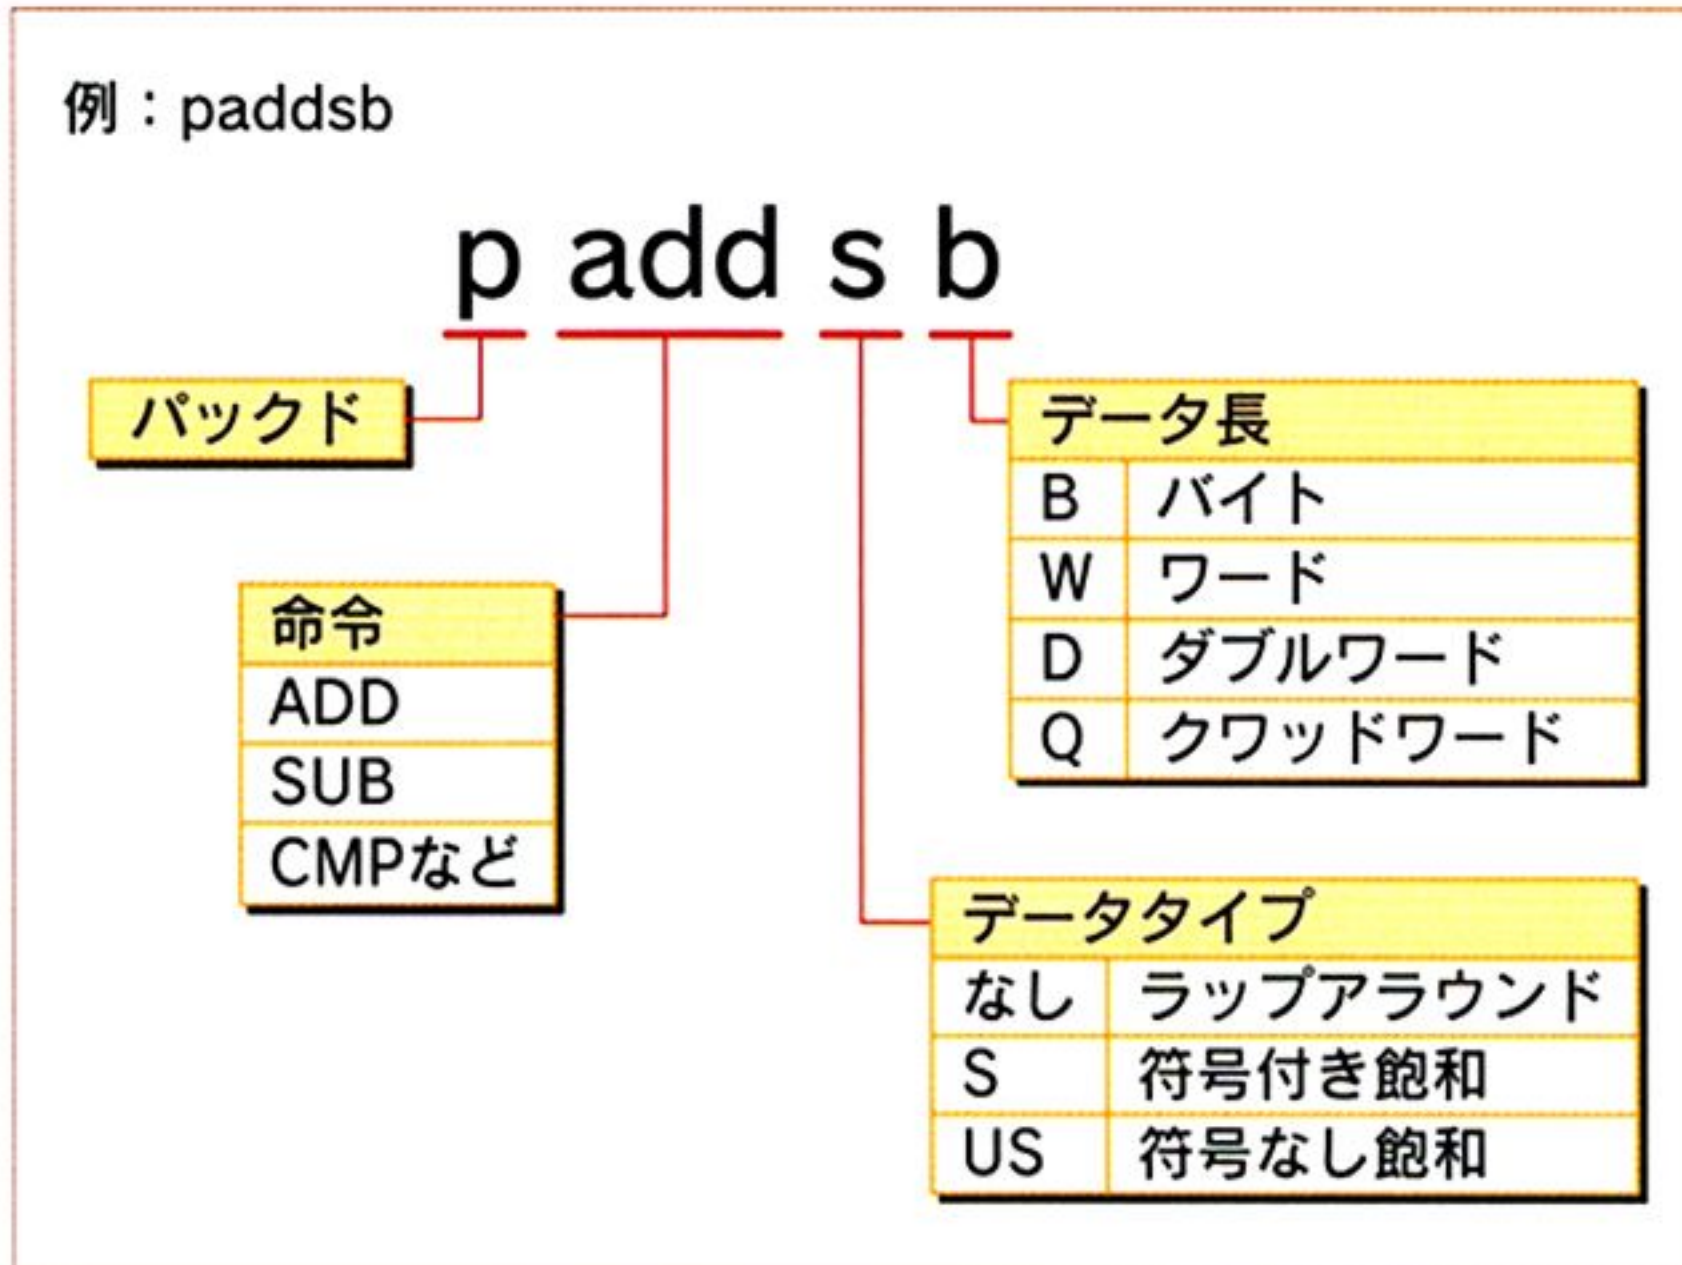 例：paddsb
p add s b
パックド
命令
ADD
SUB
CMPなど
データ長
B バイト
W ワード
D ダブルワード
Q クワッドワード
データタイプ
なし ラップアラウンド
S 符号付き飽和
US 符号なし飽和